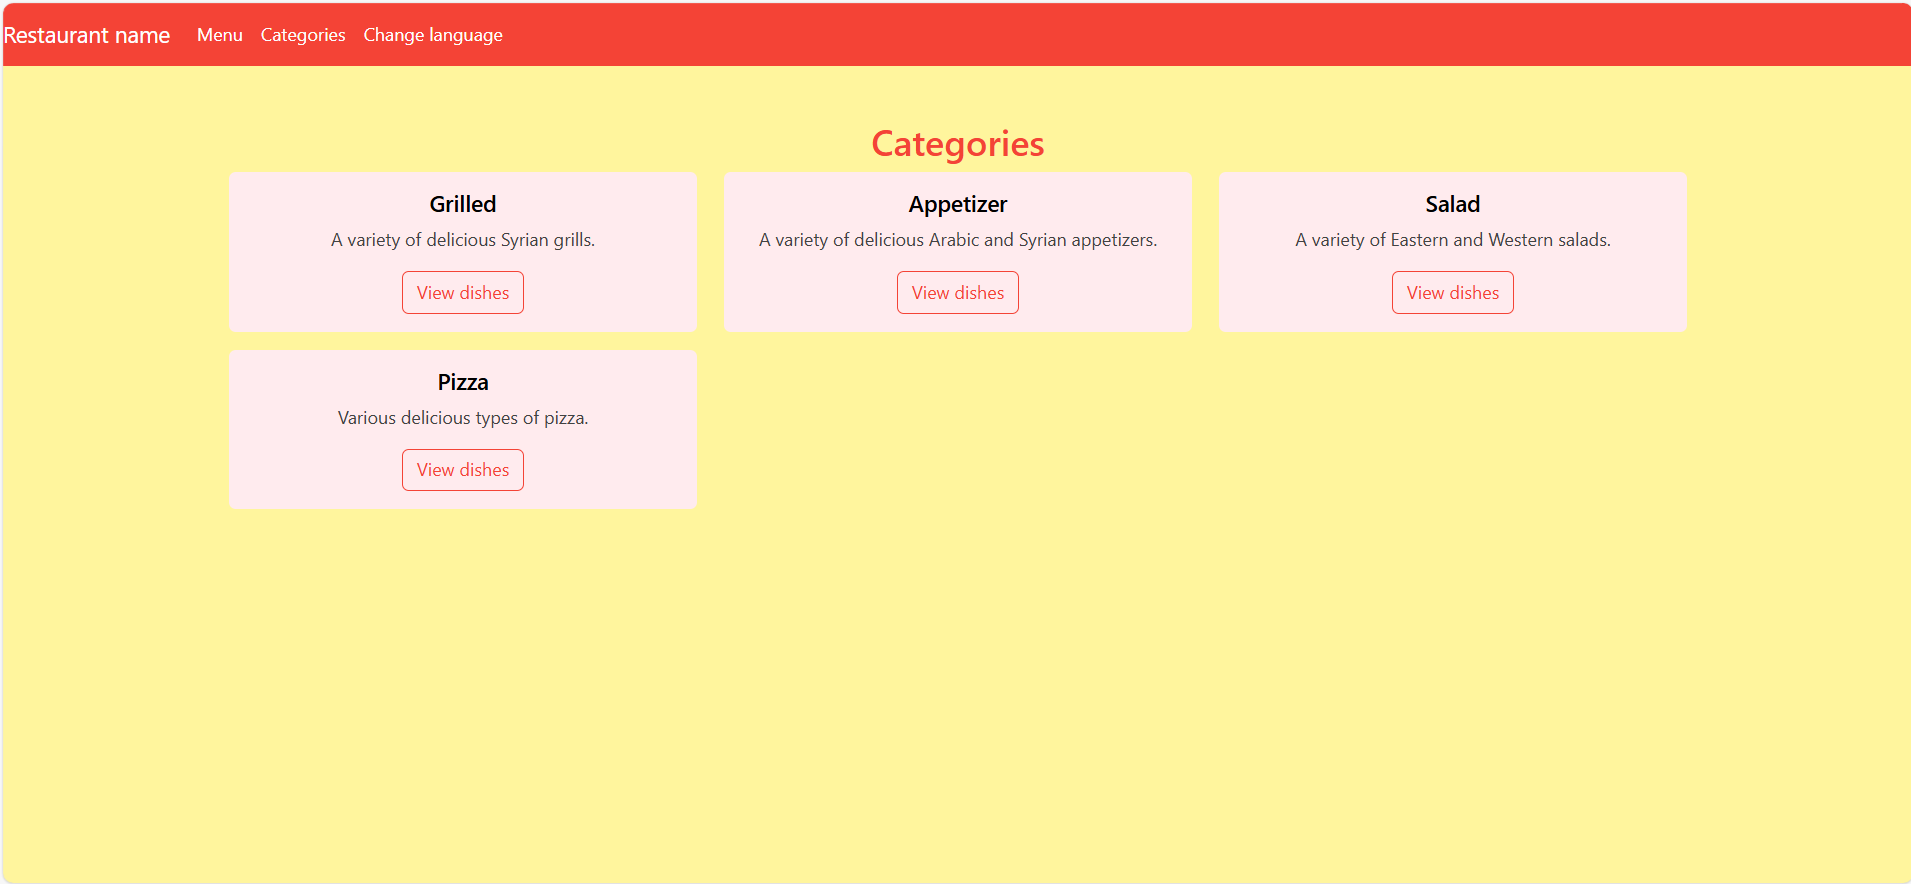 Restaurant name Menu Categories Change language
Categories
Grilled
A variety of delicious Syrian grills.
View dishes
Appetizer
A variety of delicious Arabic and Syrian appetizers.
View dishes
Salad
A variety of Eastern and Western salads.
View dishes
Pizza
Various delicious types of pizza.
View dishes